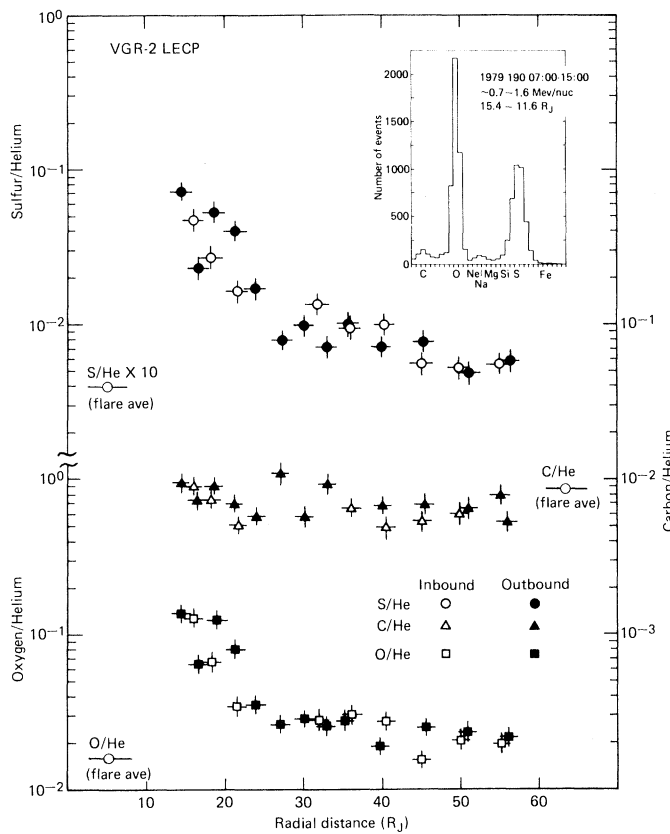 VGR-2 LECP
10⁰
10⁻¹
10⁻²
Sulfur/Helium
S/He X 10
(flare ave)
10⁰
10⁻¹
10⁻²
Oxygen/Helium
O/He
(flare ave)
1979 190 07:00-15:00
~0.7-1.6 Mev/nuc
15.4 - 11.6 R_J
Number of events
2000
1500
1000
500
0
C O Ne Mg Si S Fe
Na
10⁻¹
10⁻²
10⁻³
C/He
(flare ave)
Carbon/Helium
Inbound Outbound
S/He
C/He
O/He
10 20 30 40 50 60
Radial distance (R_J)